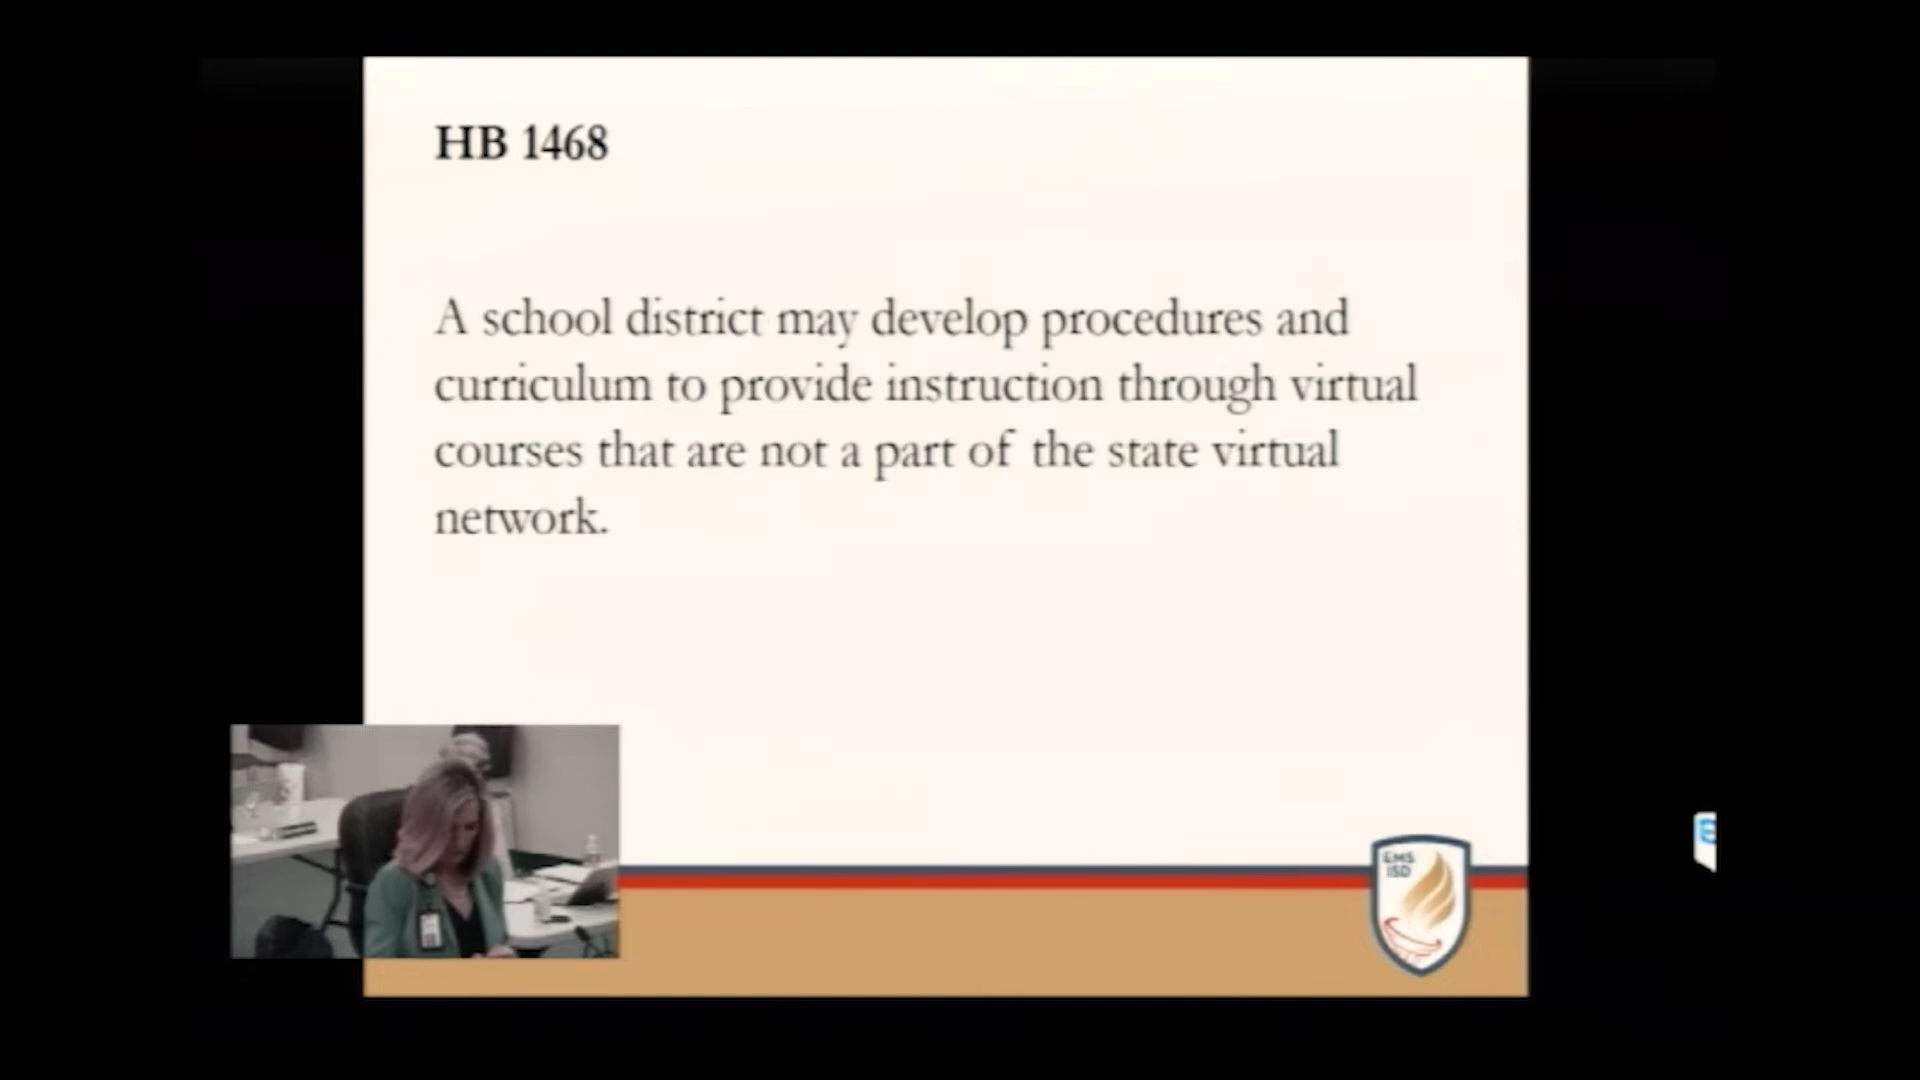 HB 1468
A school district may develop procedures and
curriculum to provide instruction through virtual
courses that are not a part of the state virtual
network.
EMS
ISD